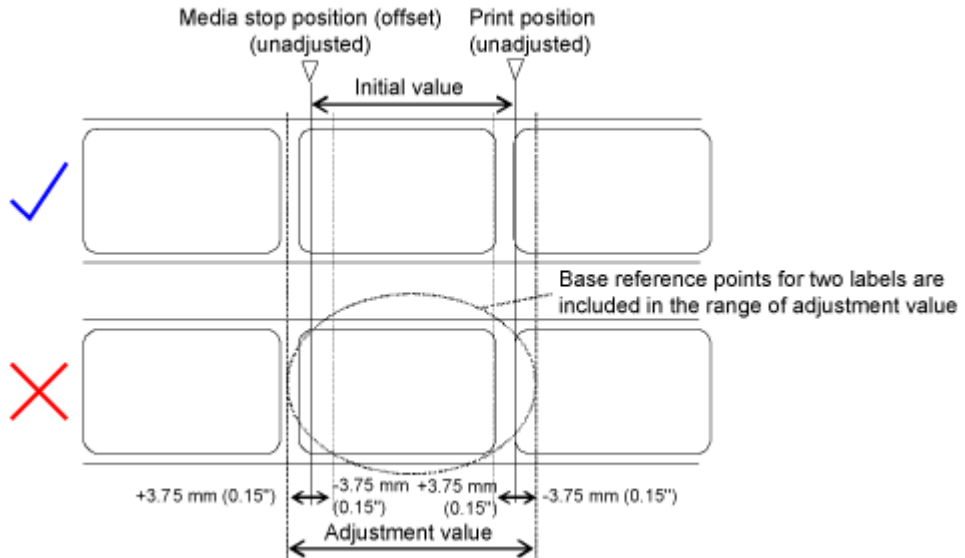 Media stop position (offset)
(unadjusted)
Print position
(unadjusted)
Initial value
Base reference points for two labels are
included in the range of adjustment value
+3.75 mm (0.15")
-3.75 mm
(0.15")
+3.75 mm
(0.15")
-3.75 mm (0.15")
Adjustment value